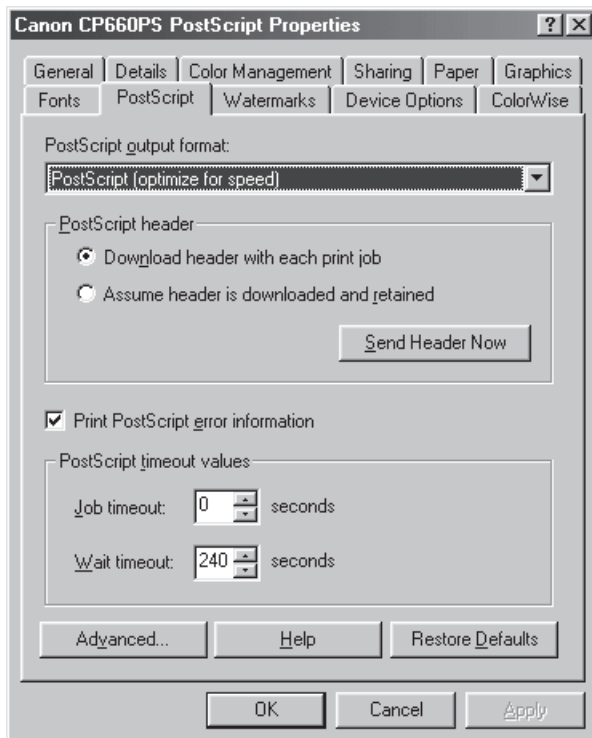 Canon CP660PS PostScript Properties
General Details Color Management Sharing Paper Graphics
Fonts PostScript Watermarks Device Options ColorWise
PostScript output format:
PostScript (optimize for speed)
PostScript header
Download header with each print job
Assume header is downloaded and retained
Send Header Now
Print PostScript error information
PostScript timeout values
Job timeout: 0 seconds
Wait timeout: 240 seconds
Advanced... Help Restore Defaults
OK Cancel Apply